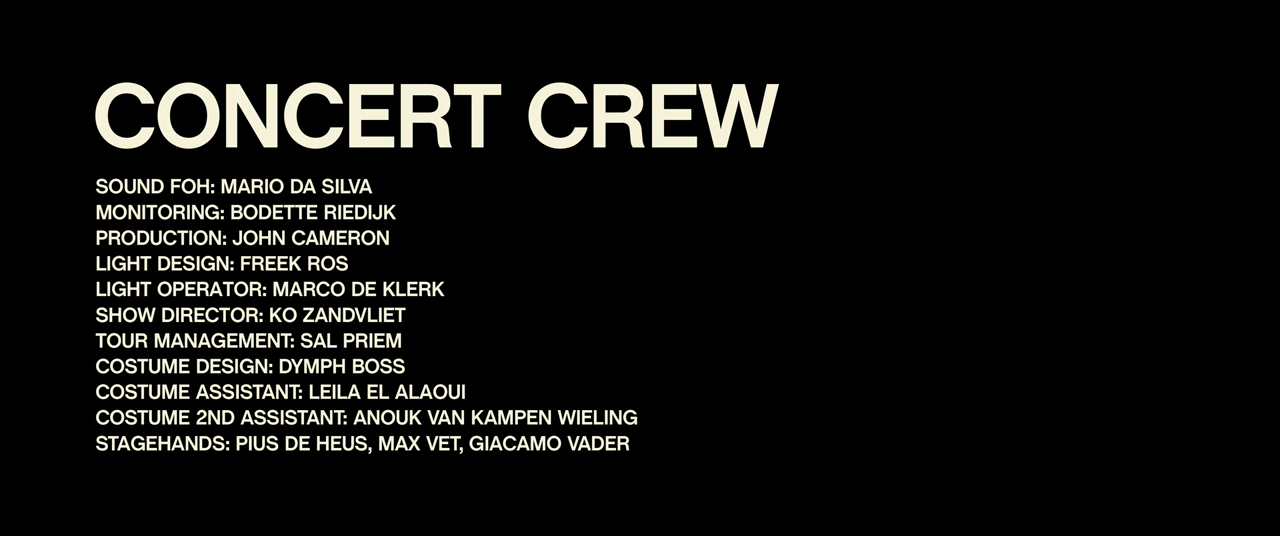 CONCERT CREW
SOUND FOH: MARIO DA SILVA
MONITORING: BODETTE RIEDIJK
PRODUCTION: JOHN CAMERON
LIGHT DESIGN: FREEK ROS
LIGHT OPERATOR: MARCO DE KLERK
SHOW DIRECTOR: KO ZANDVLIET
TOUR MANAGEMENT: SAL PRIEM
COSTUME DESIGN: DYMPH BOSS
COSTUME ASSISTANT: LEILA EL ALAOUI
COSTUME 2ND ASSISTANT: ANOUK VAN KAMPEN WIELING
STAGEHANDS: PIUS DE HEUS, MAX VET, GIACAMO VADER